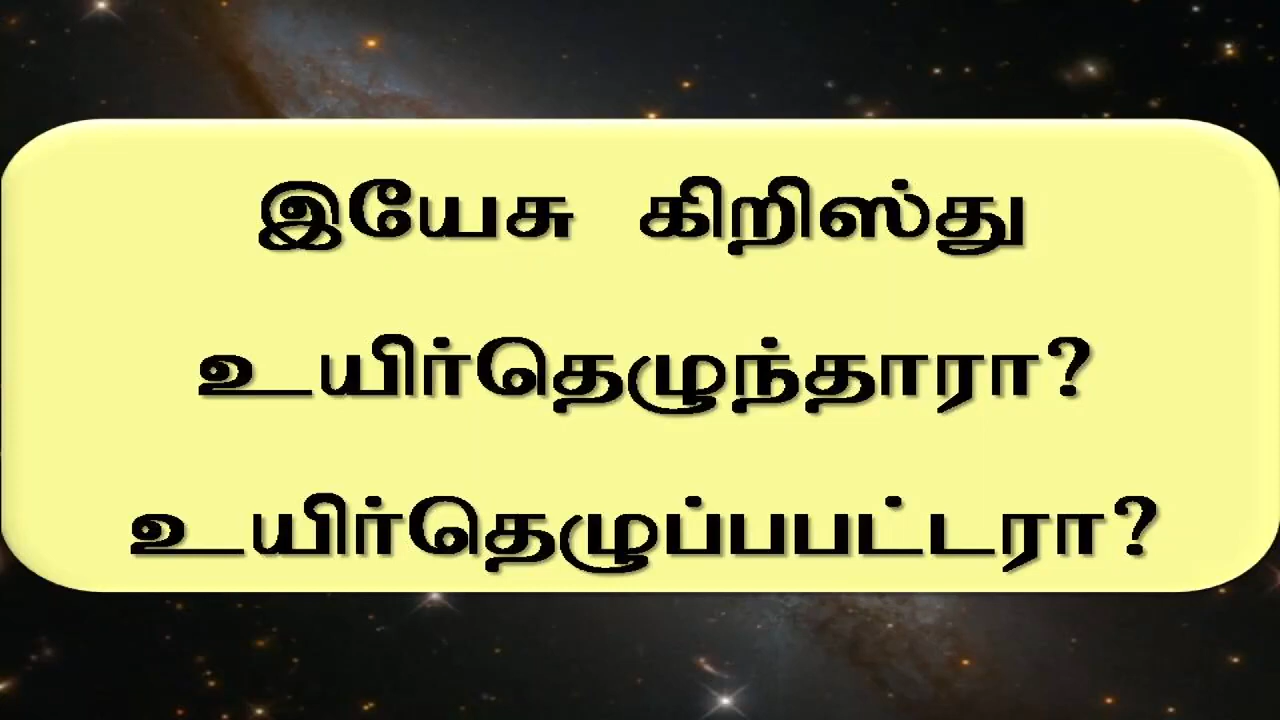 இயேசு கிறிஸ்து
உயிர்தெழுந்தாரா?
உயிர்தெழுப்பபட்டரா?